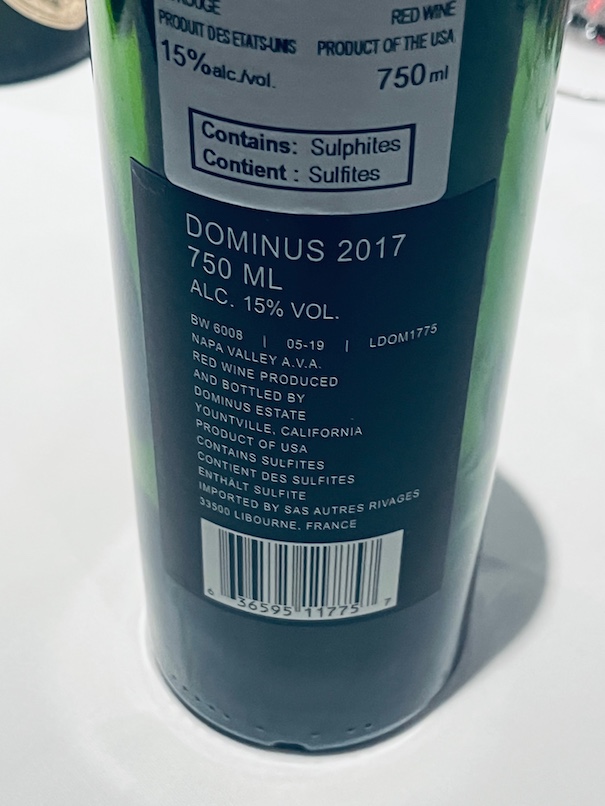 ROUGE
RED WINE
PRODUIT DES ETATS-UNIS PRODUCT OF THE USA
15%alc./vol. 750 ml
Contains: Sulphites
Contient : Sulfites
DOMINUS 2017
750 ML
ALC. 15% VOL.
BW 6008 | 05-19 | LDOM1775
NAPA VALLEY A.V.A.
RED WINE PRODUCED
AND BOTTLED BY
DOMINUS ESTATE
YOUNTVILLE, CALIFORNIA
PRODUCT OF USA
CONTAINS SULFITES
CONTIENT DES SULFITES
ENTHÄLT SULFITE
IMPORTED BY SAS AUTRES RIVAGES
33500 LIBOURNE, FRANCE
6 36595 11775 7